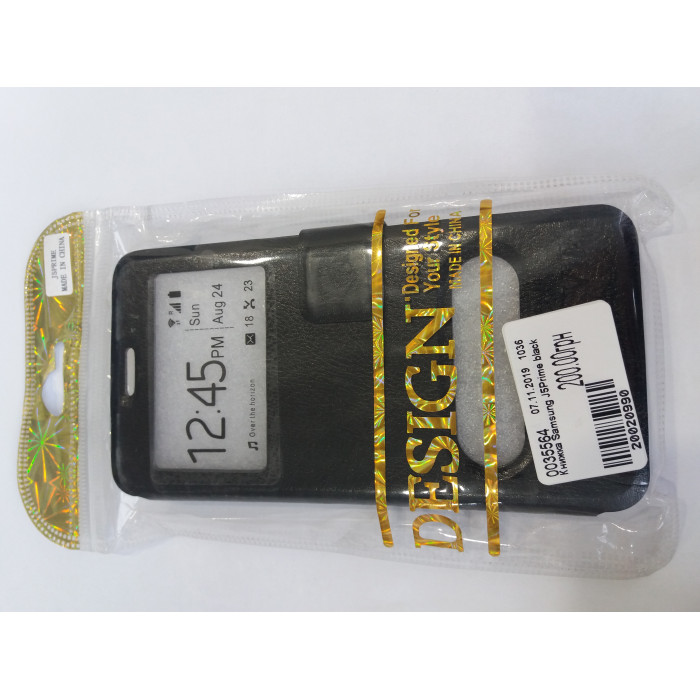 J5PRIME
MADE IN CHINA
12:45PM
Sun
Aug 24
18
23
Over the horizon
DESIGN
Designed For
Your Style
MADE IN CHINA
0035564 07.11.2019 1036
Книжка Samsung J5Prime black
200.00грн
20020990